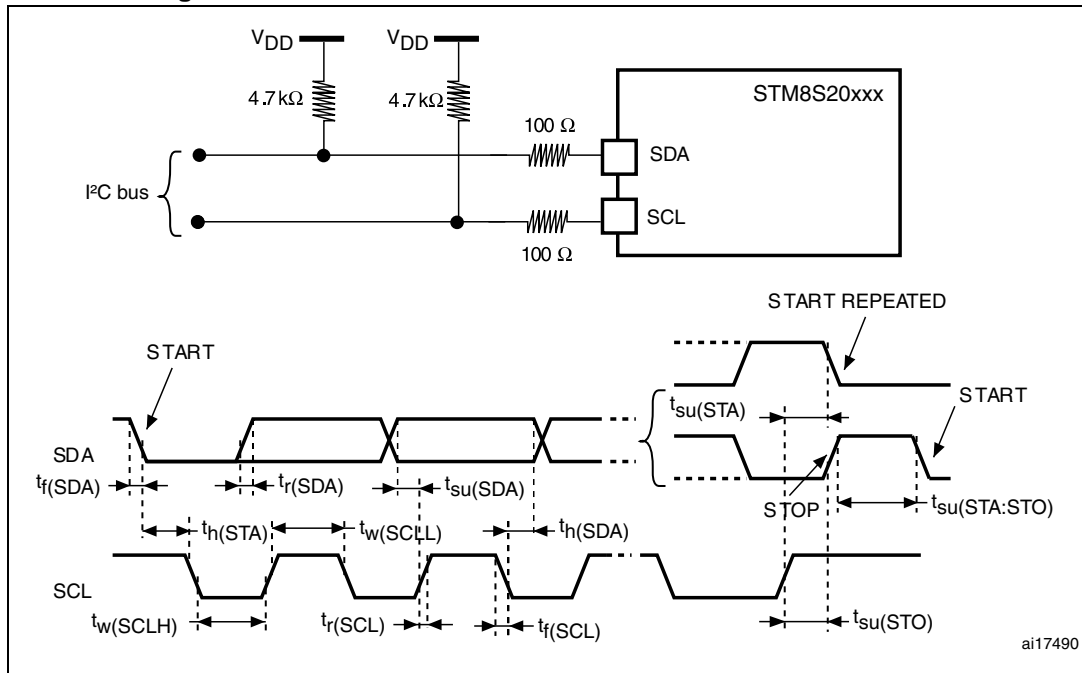 VDD VDD
4.7kΩ 4.7kΩ
STM8S20xxx
100 Ω
SDA
I²C bus
SCL
100 Ω
START REPEATED
START
tsu(STA)
START
SDA
tf(SDA) tr(SDA) tsu(SDA)
STOP
tsu(STA:STO)
th(STA) tw(SCLL) th(SDA)
SCL
tw(SCLH) tr(SCL) tf(SCL) tsu(STO)
ai17490